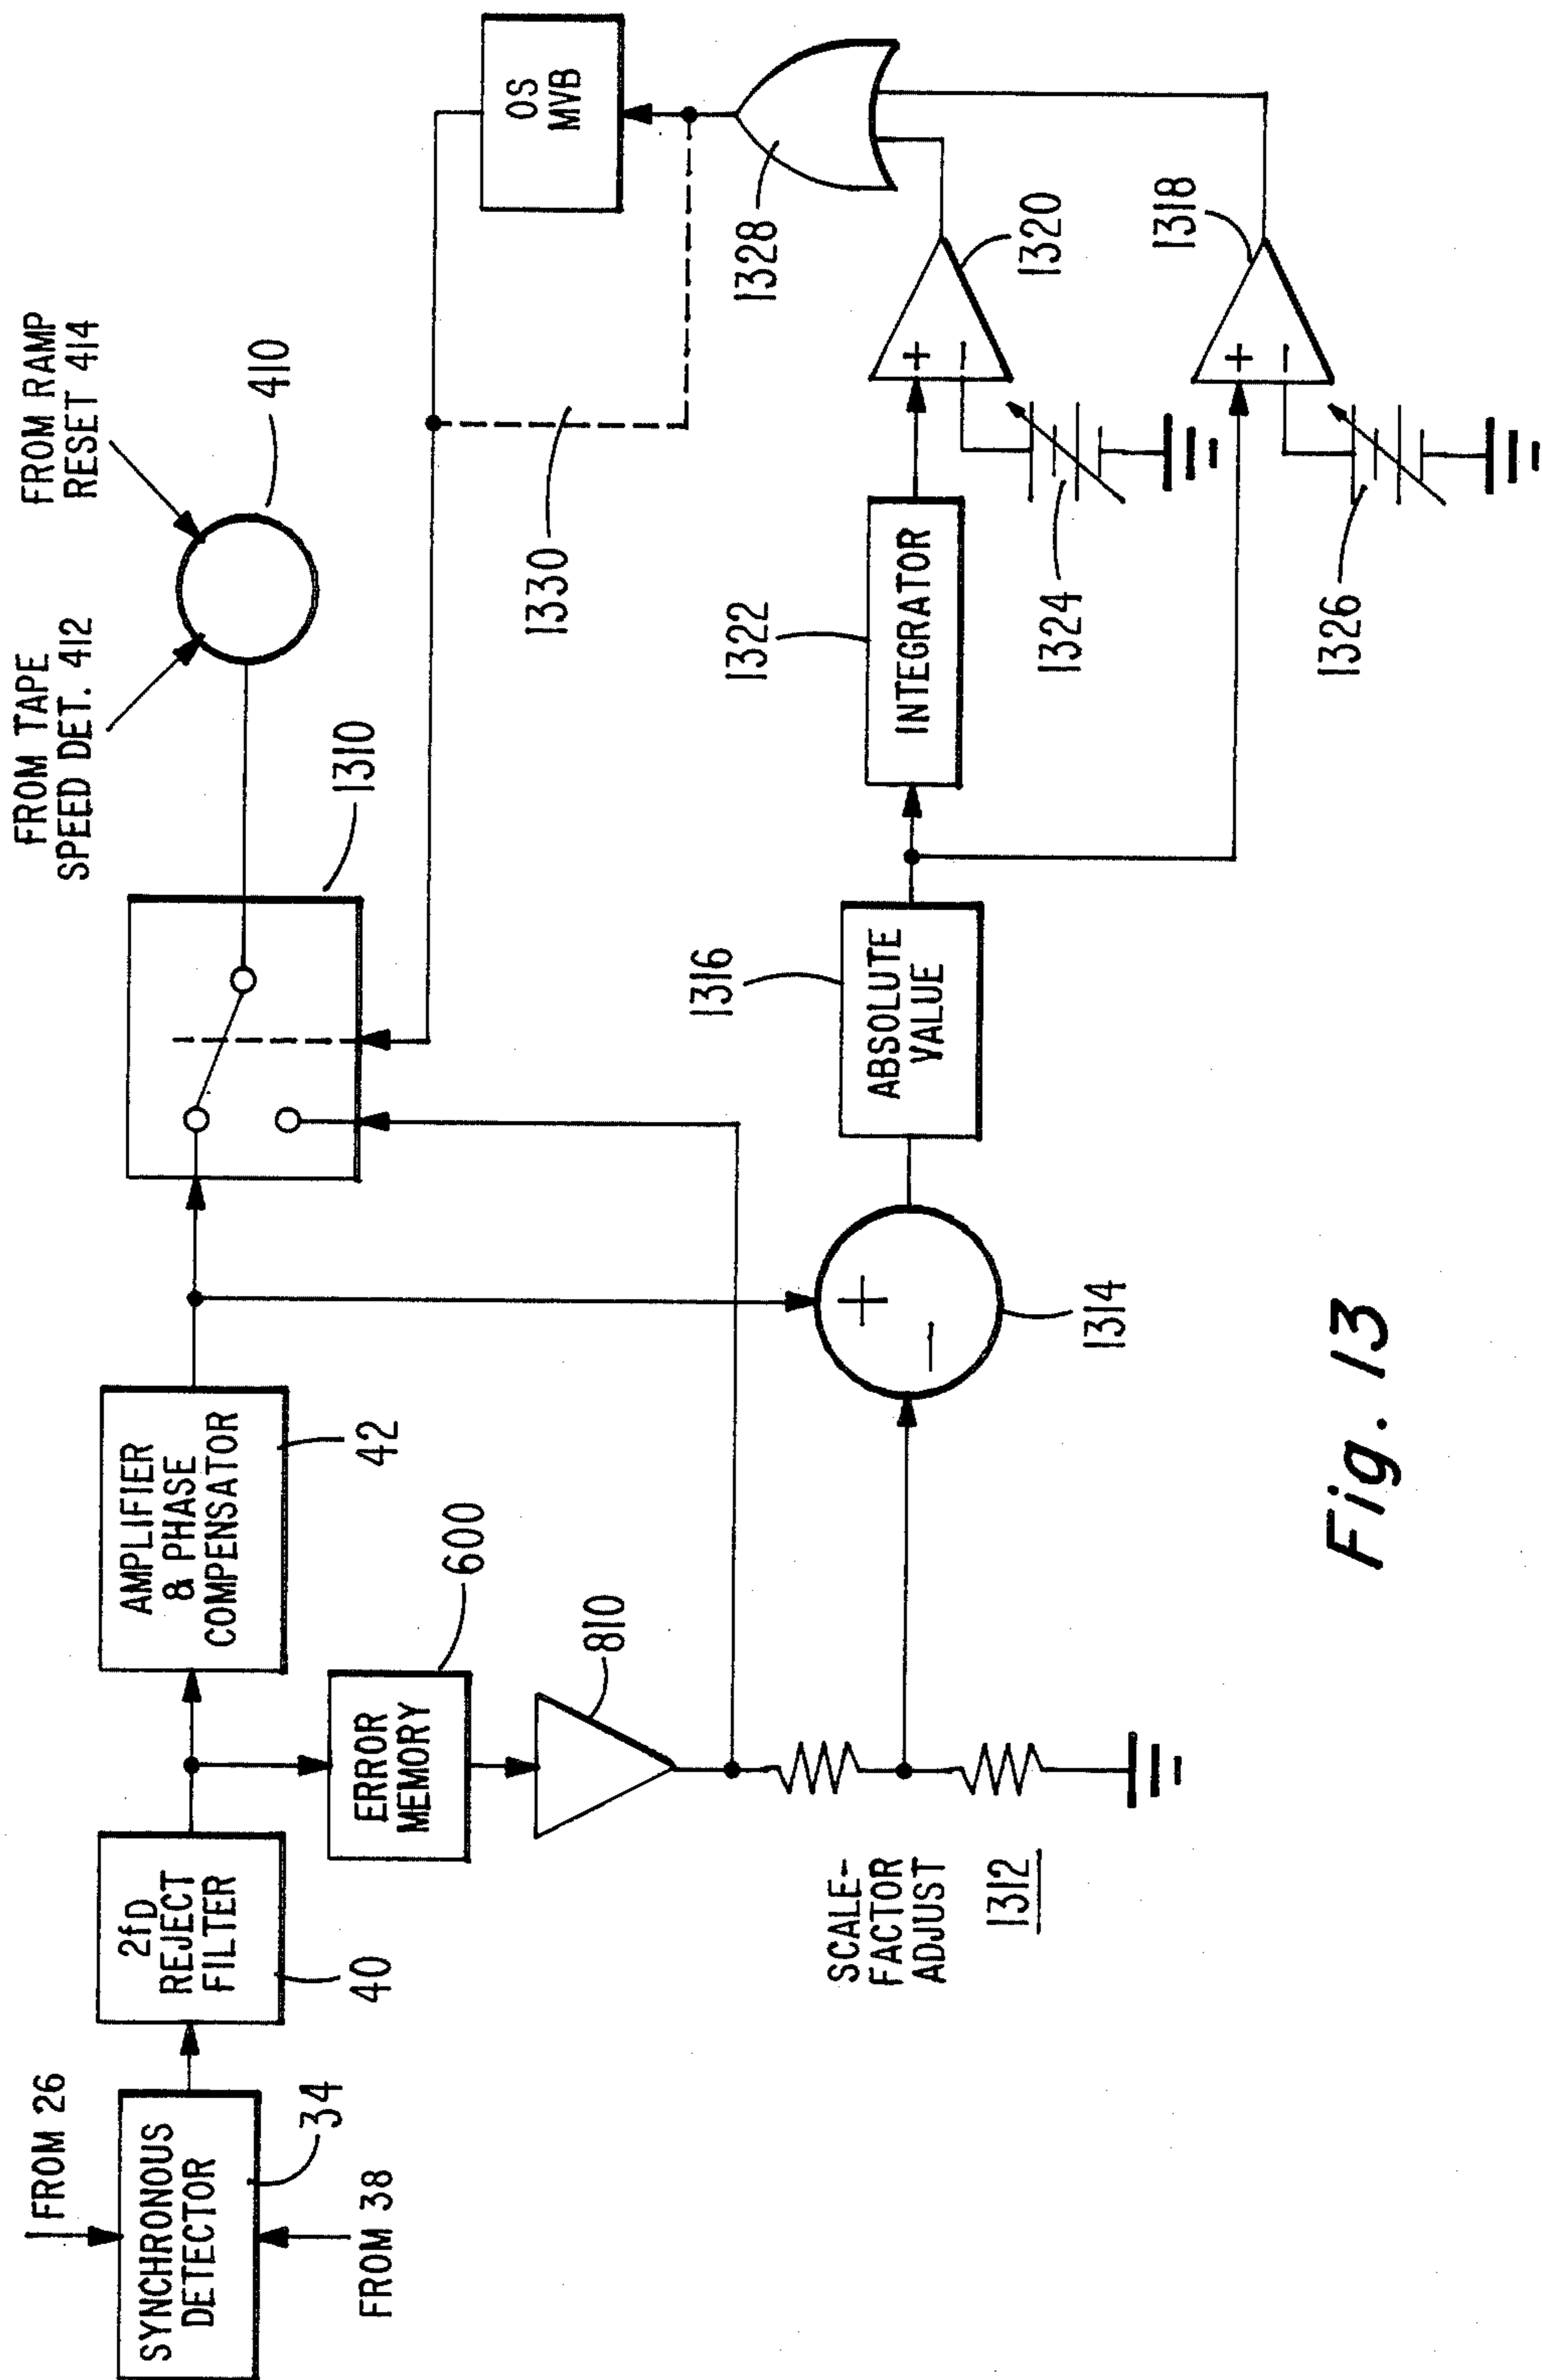 FROM 26
SYNCHRONOUS
DETECTOR
34
FROM 38
2fD
REJECT
FILTER
40
AMPLIFIER
& PHASE
COMPENSATOR
42
ERROR
MEMORY
600
810
SCALE-
FACTOR
ADJUST
1312
+
−
1314
1310
FROM TAPE
SPEED DET. 412
FROM RAMP
RESET 414
410
ABSOLUTE
VALUE
1316
INTEGRATOR
1322
+
−
1320
1324
+
−
1318
1326
1328
1330
OS
MVB
Fig. 13